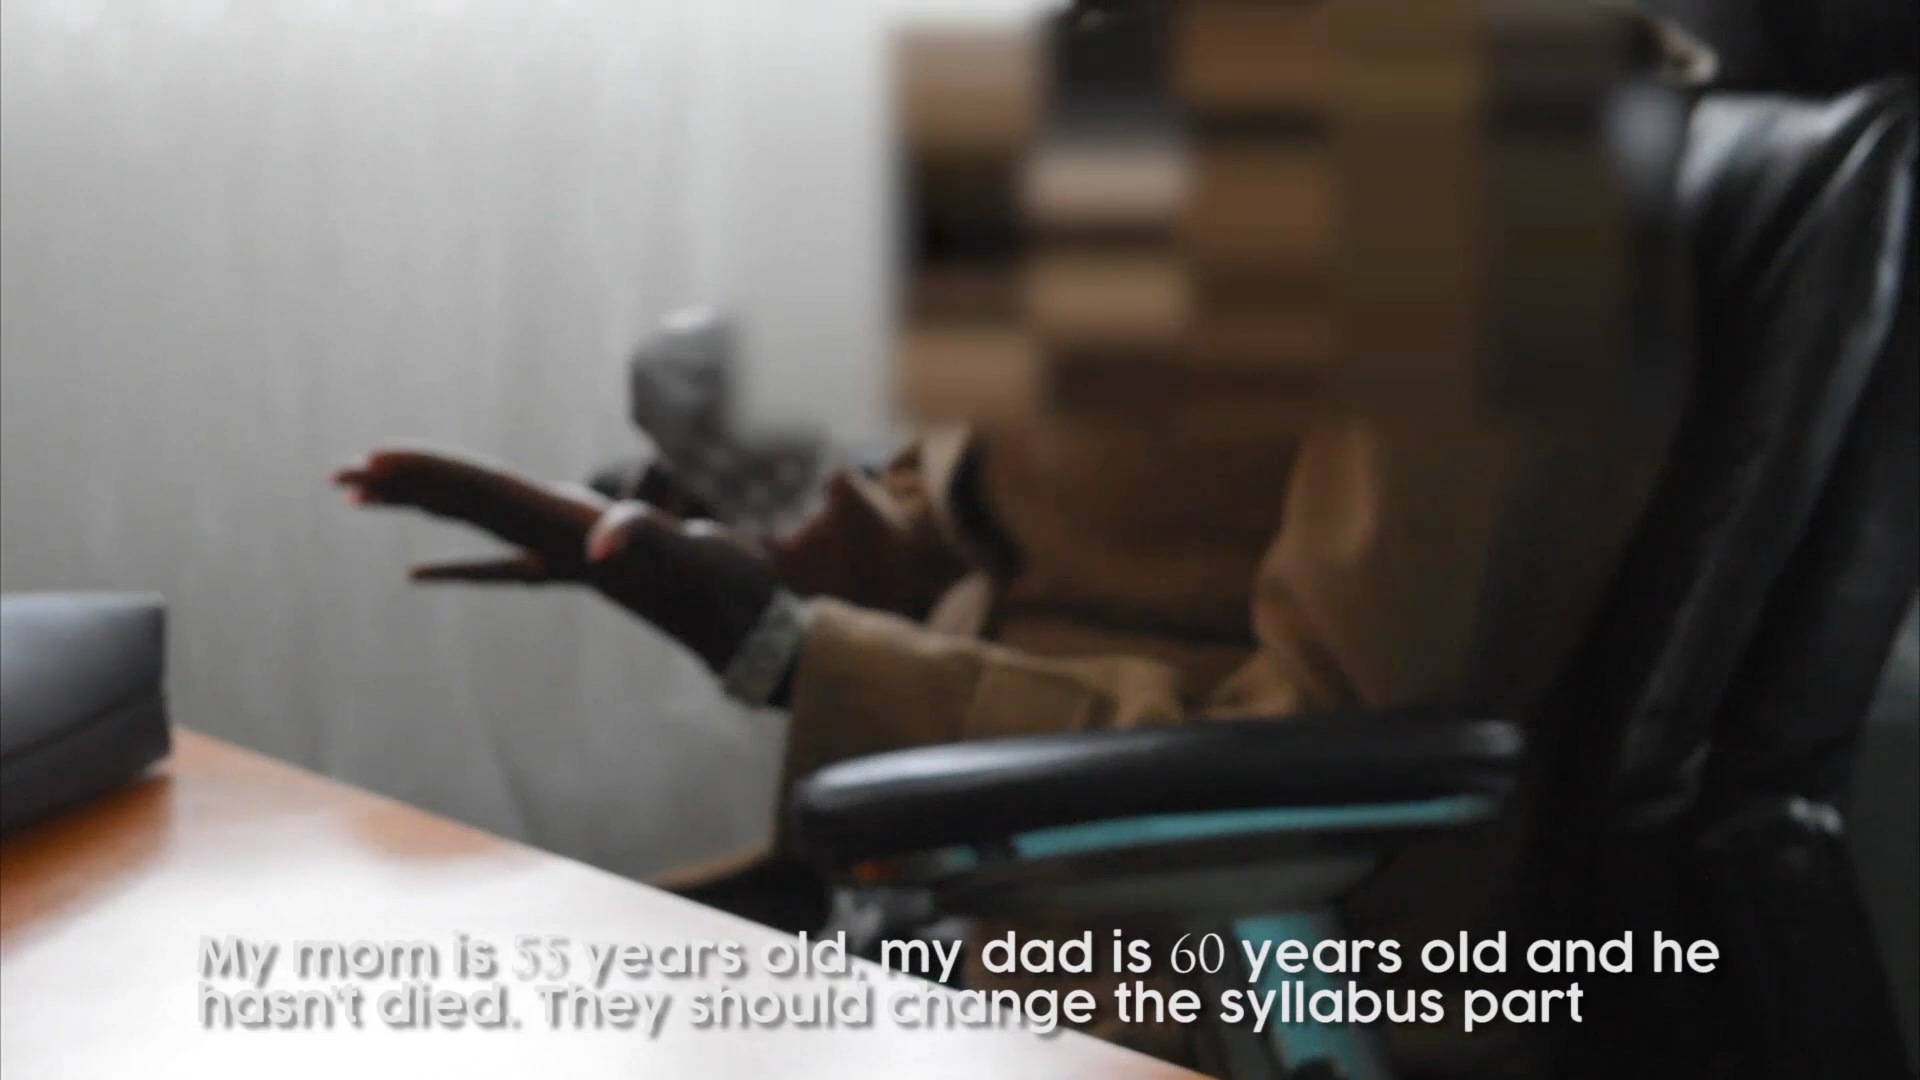 My mom is 55 years old, my dad is 60 years old and he
hasn't died. They should change the syllabus part